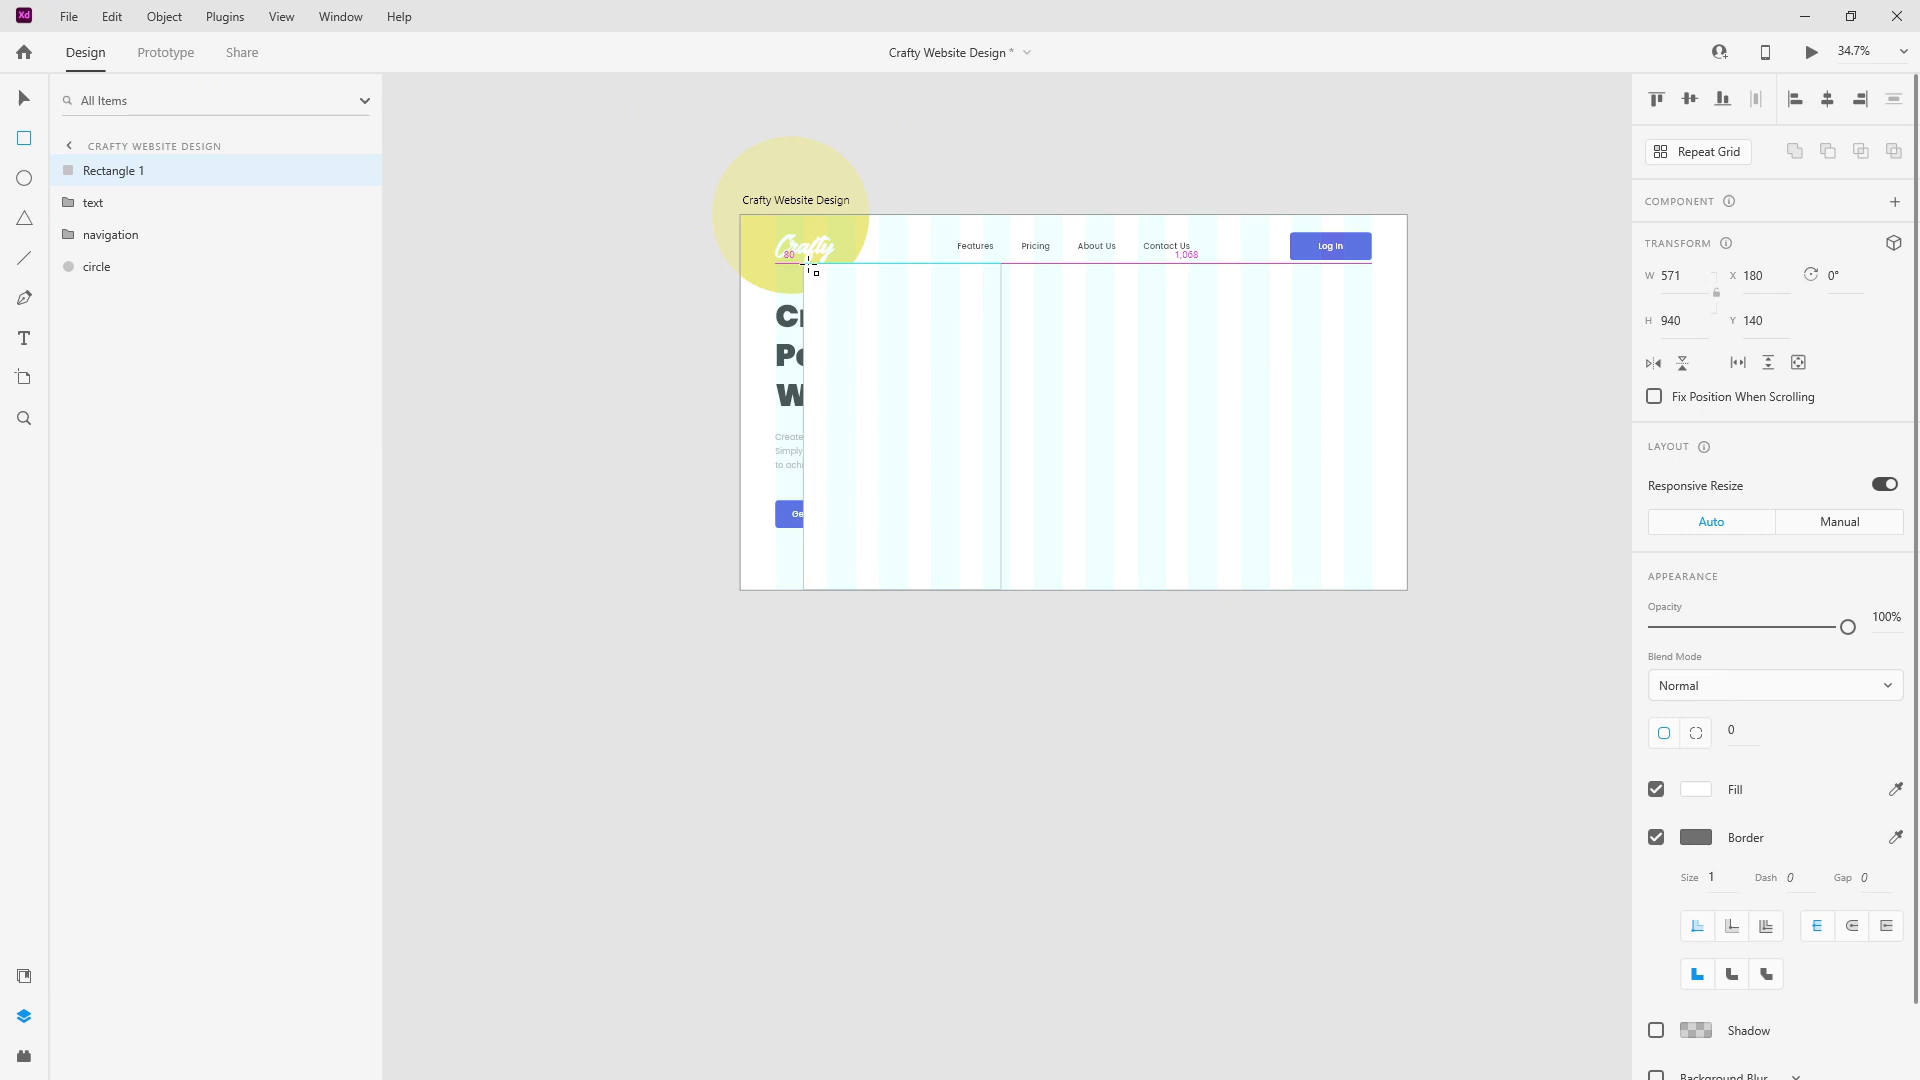 Xd File Edit Object Plugins View Window Help
Design Prototype Share Crafty Website Design * 34.7%
All Items
CRAFTY WEBSITE DESIGN
Rectangle 1
text
navigation
circle
Crafty Website Design
Crafty Features Pricing About Us Contact Us Log In
80 1,068
Create
Simply
Repeat Grid
COMPONENT
TRANSFORM
W 571 X 180 0°
H 940 Y 140
Fix Position When Scrolling
LAYOUT
Responsive Resize
Auto Manual
APPEARANCE
Opacity
100%
Blend Mode
Normal
0
Fill
Border
Size 1 Dash 0 Gap 0
Shadow
Background Blur